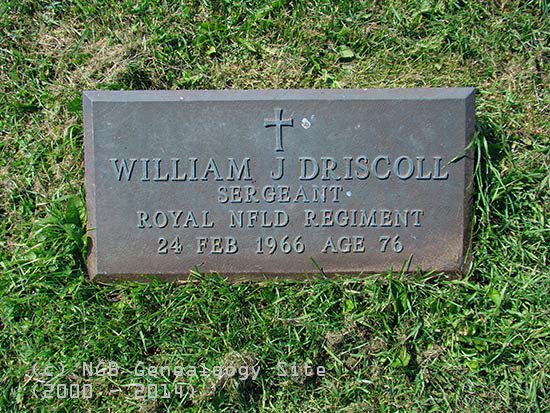 WILLIAM J DRISCOLL
SERGEANT
ROYAL NFLD REGIMENT
24 FEB 1966 AGE 76
(c) NGB Genealogy Site
(2000 - 2014)